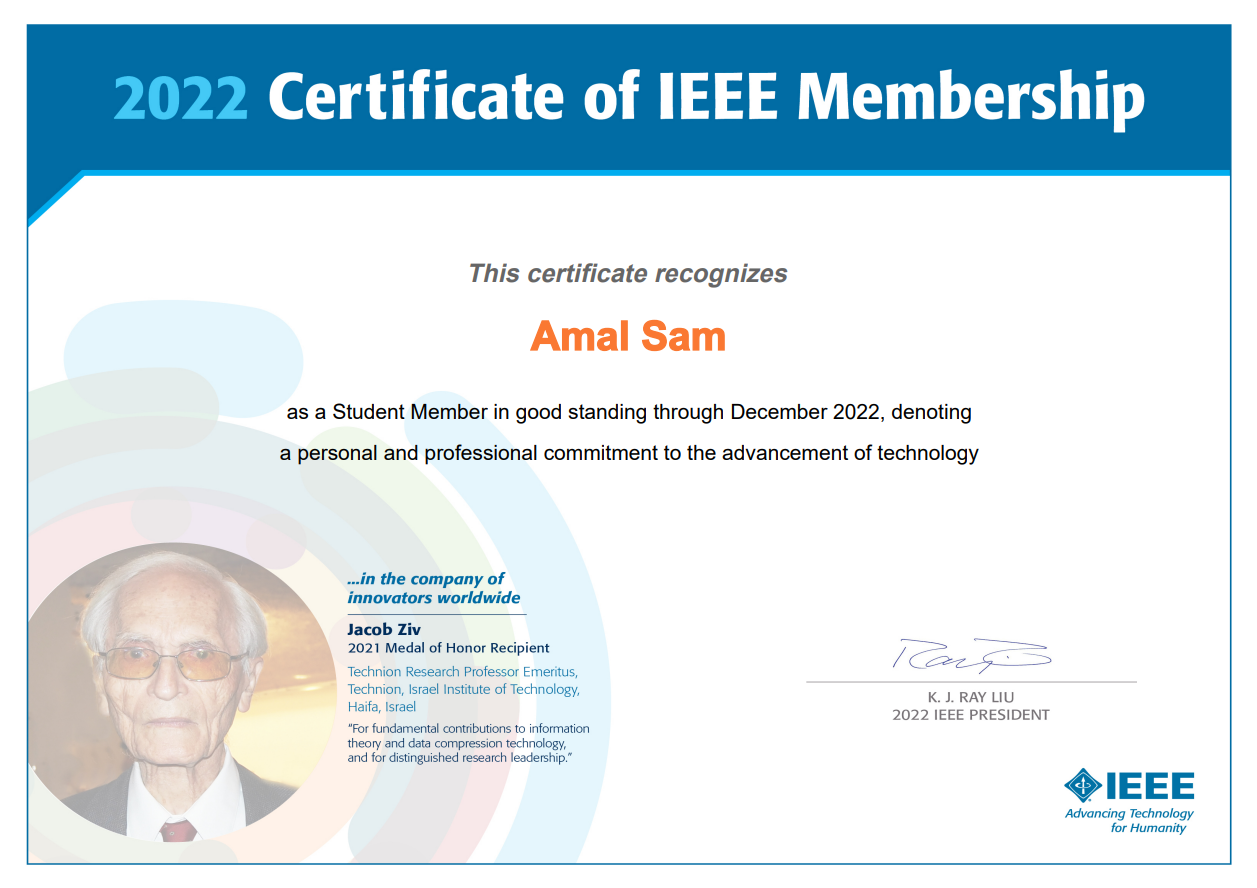 2022 Certificate of IEEE Membership
This certificate recognizes
Amal Sam
as a Student Member in good standing through December 2022, denoting
a personal and professional commitment to the advancement of technology
...in the company of
innovators worldwide
Jacob Ziv
2021 Medal of Honor Recipient
Technion Research Professor Emeritus,
Technion, Israel Institute of Technology,
Haifa, Israel
“For fundamental contributions to information
theory and data compression technology,
and for distinguished research leadership.”
K. J. RAY LIU
2022 IEEE PRESIDENT
IEEE
Advancing Technology
for Humanity